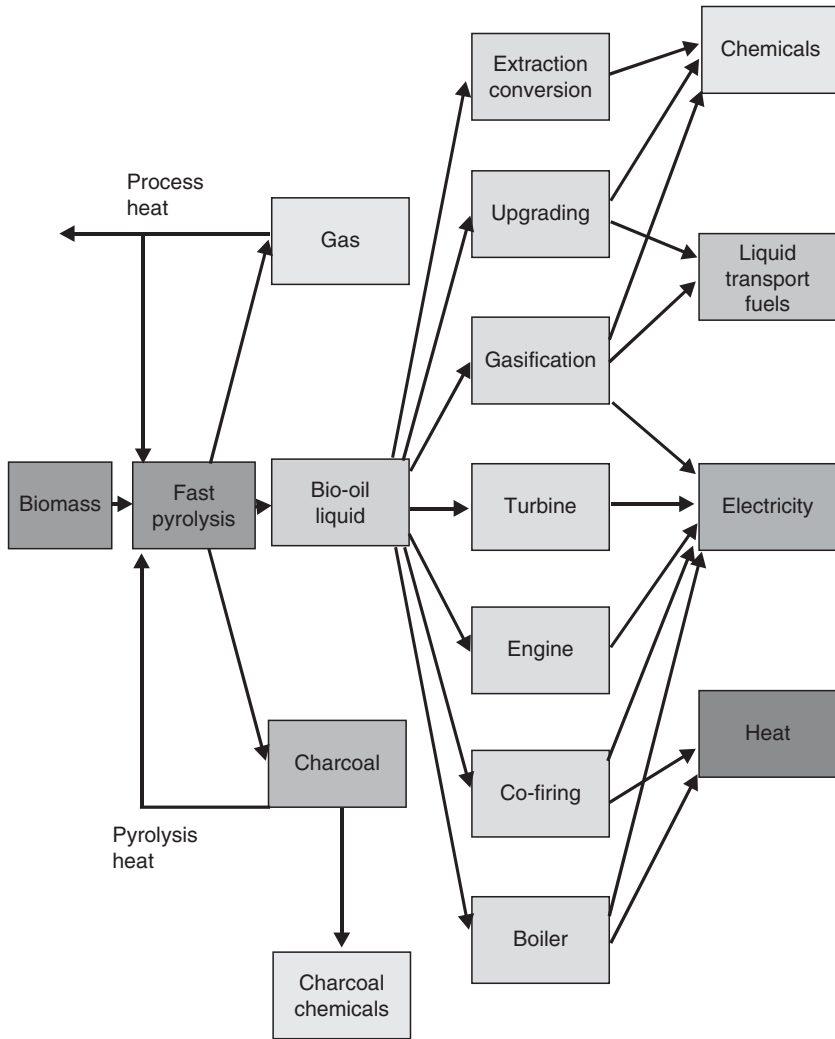 Extraction
conversion
Chemicals
Process
heat
Gas
Upgrading
Liquid
transport
fuels
Gasification
Biomass
Fast
pyrolysis
Bio-oil
liquid
Turbine
Electricity
Engine
Charcoal
Heat
Co-firing
Pyrolysis
heat
Boiler
Charcoal
chemicals